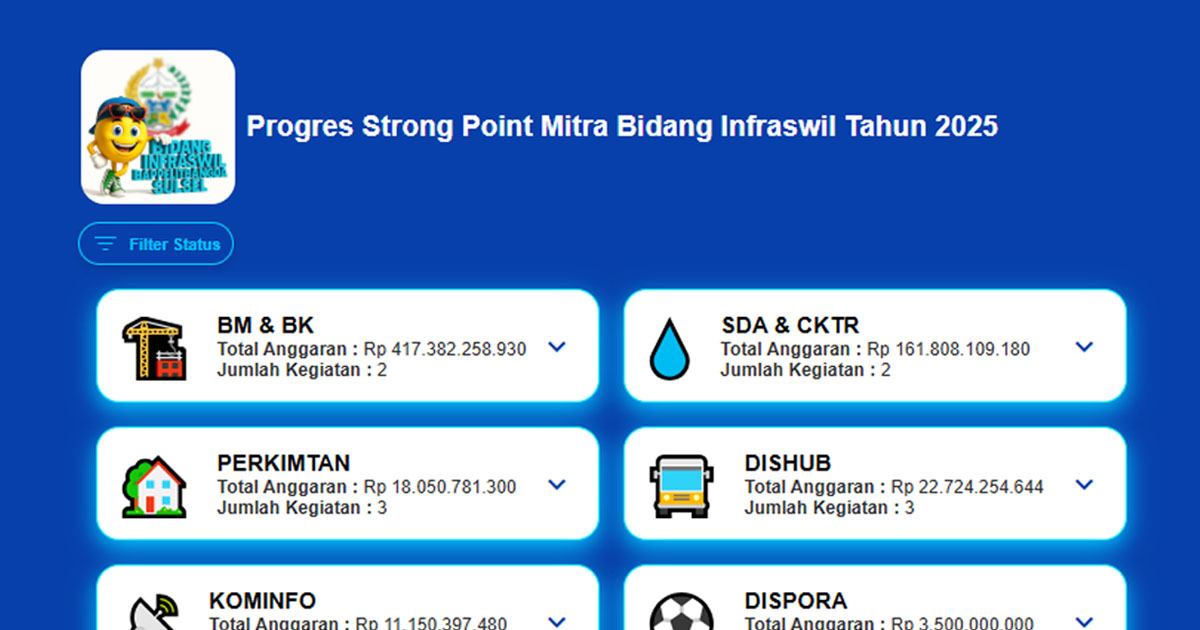 BIDANG
INFRASWIL
BAPPELITBANGDA
SULSEL
Progres Strong Point Mitra Bidang Infraswil Tahun 2025
Filter Status
BM & BK
Total Anggaran : Rp 417.382.258.930
Jumlah Kegiatan : 2
SDA & CKTR
Total Anggaran : Rp 161.808.109.180
Jumlah Kegiatan : 2
PERKIMTAN
Total Anggaran : Rp 18.050.781.300
Jumlah Kegiatan : 3
DISHUB
Total Anggaran : Rp 22.724.254.644
Jumlah Kegiatan : 3
KOMINFO
Total Anggaran : Rp 11.150.397.480
DISPORA
Total Anggaran : Rp 3.500.000.000